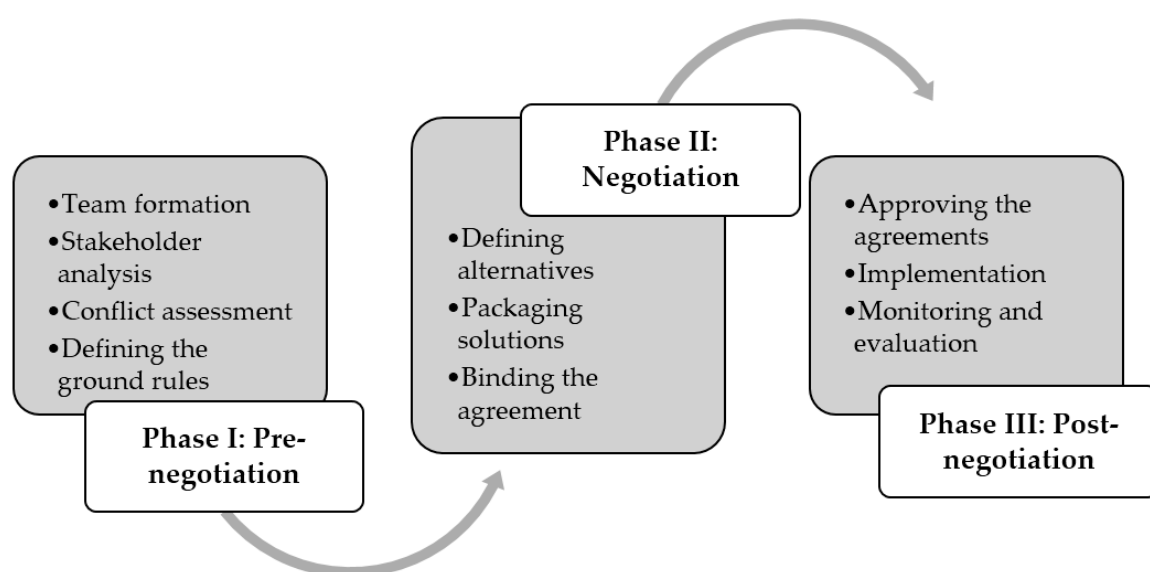 •Team formation
•Stakeholder
analysis
•Conflict assessment
•Defining the
ground rules
Phase I: Pre-
negotiation
Phase II:
Negotiation
•Defining
alternatives
•Packaging
solutions
•Binding the
agreement
•Approving the
agreements
•Implementation
•Monitoring and
evaluation
Phase III: Post-
negotiation